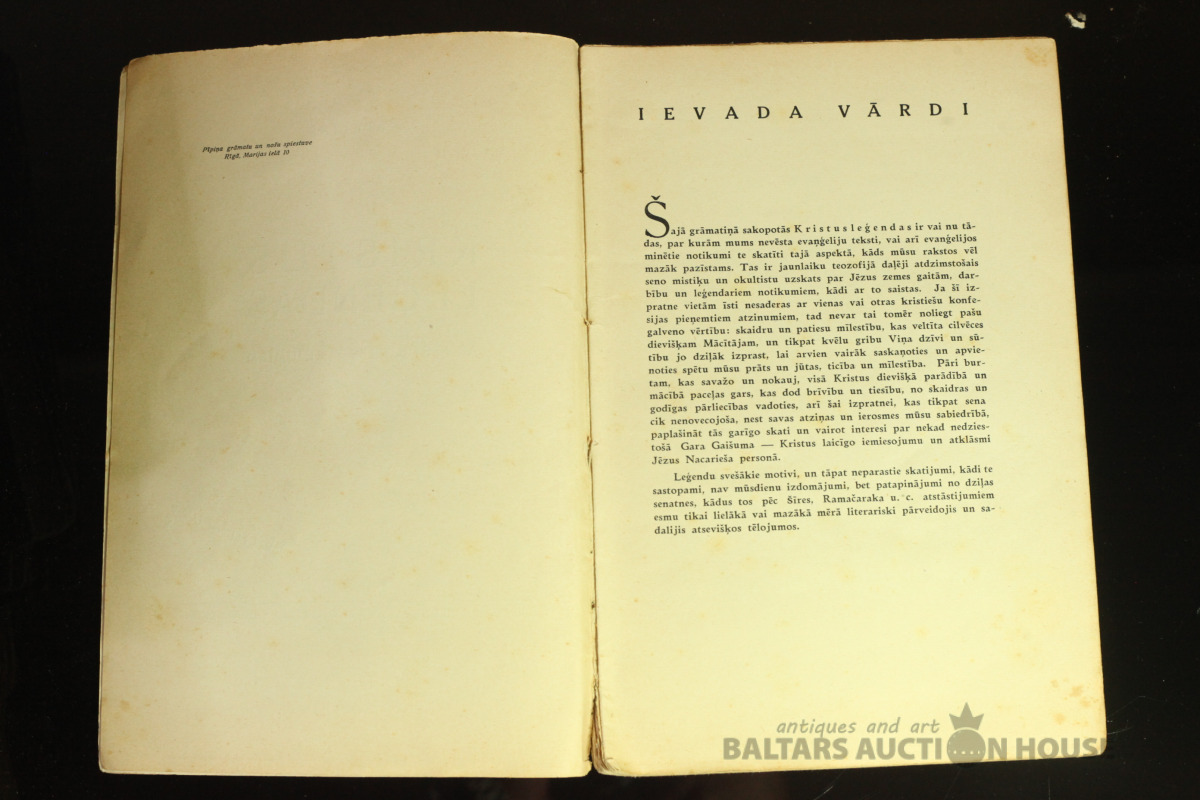 Pīpiņa grāmatu un nošu spiestuve
Rīgā, Marijas ielā 10
IEVADA VĀRDI
Šajā grāmatiņā sakopotās Kristusleģendas ir vai nu tā-
das, par kurām mums nevēsta evaņģeliju teksti, vai arī evanģelijos
minētie notikumi te skatīti tajā aspektā, kāds mūsu rakstos vēl
mazāk pazīstams. Tas ir jaunlaiku teozofijā daļēji atdzimstošais
seno mistiķu un okultistu uzskats par Jēzus zemes gaitām, dar-
bību un leģendariem notikumiem, kādi ar to saistas. Ja šī iz-
pratne vietām īsti nesaderas ar vienas vai otras kristiešu konfe-
sijas pieņemtiem atzinumiem, tad nevar tai tomēr noliegt pašu
galveno vērtību: skaidru un patiesu mīlestību, kas veltīta cilvēces
dievišķam Mācītājam, un tikpat kvēlu gribu Viņa dzīvi un sū-
tību jo dziļāk izprast, lai arvien vairāk saskaņoties un apvie-
noties spētu mūsu prāts un jūtas, ticība un mīlestība. Pāri bur-
tam, kas savažo un nokauj, visā Kristus dievišķā parādībā un
mācībā paceļas gars, kas dod brīvību un tiesību, no skaidras un
godīgas pārliecības vadoties, arī šai izpratnei, kas tikpat sena
cik nenovecojoša, nest savas atziņas un ierosmes mūsu sabiedrībā,
paplašināt tās garīgo skati un vairot interesi par nekad nedzies-
tošā Gara Gaišuma — Kristus laicīgo iemiesojumu un atklāsmi
Jēzus Nacarieša personā.
Leģendu svešākie motivi, un tāpat neparastie skatijumi, kādi te
sastopami, nav mūsdienu izdomājumi, bet patapinājumi no dziļas
senatnes, kādus tos pēc Šīres, Ramačaraka u. c. atstāstijumiem
esmu tikai lielākā vai mazākā mērā literariski pārveidojis un sa-
dalijis atsevišķos tēlojumos.
antiques and art
BALTARS AUCTION HOUSE